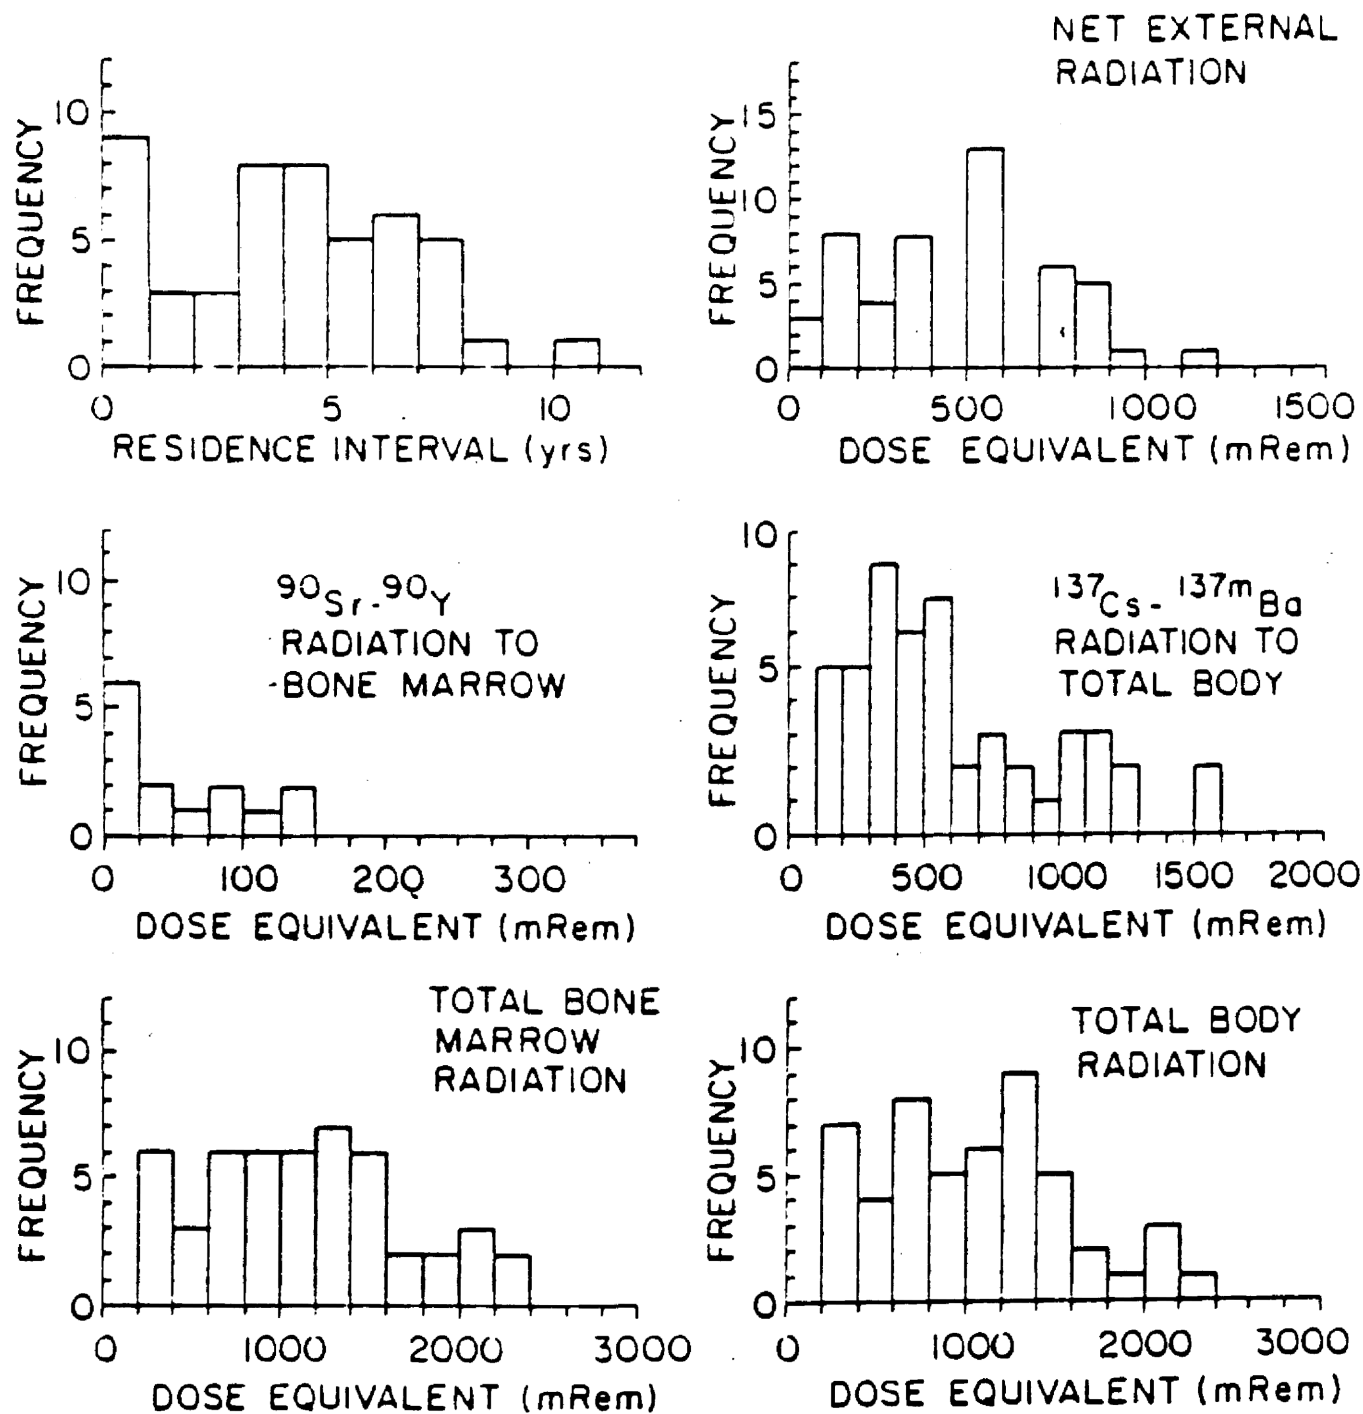 FREQUENCY
10
5
0
0 5 10
RESIDENCE INTERVAL (yrs)
NET EXTERNAL
RADIATION
FREQUENCY
15
10
5
0
0 500 1000 1500
DOSE EQUIVALENT (mRem)
FREQUENCY
10
5
0
90Sr-90Y
RADIATION TO
BONE MARROW
0 100 200 300
DOSE EQUIVALENT (mRem)
FREQUENCY
10
5
0
137Cs- 137mBa
RADIATION TO
TOTAL BODY
0 500 1000 1500 2000
DOSE EQUIVALENT (mRem)
TOTAL BONE
MARROW
RADIATION
FREQUENCY
10
5
0
0 1000 2000 3000
DOSE EQUIVALENT (mRem)
TOTAL BODY
RADIATION
FREQUENCY
10
5
0
0 1000 2000 3000
DOSE EQUIVALENT (mRem)